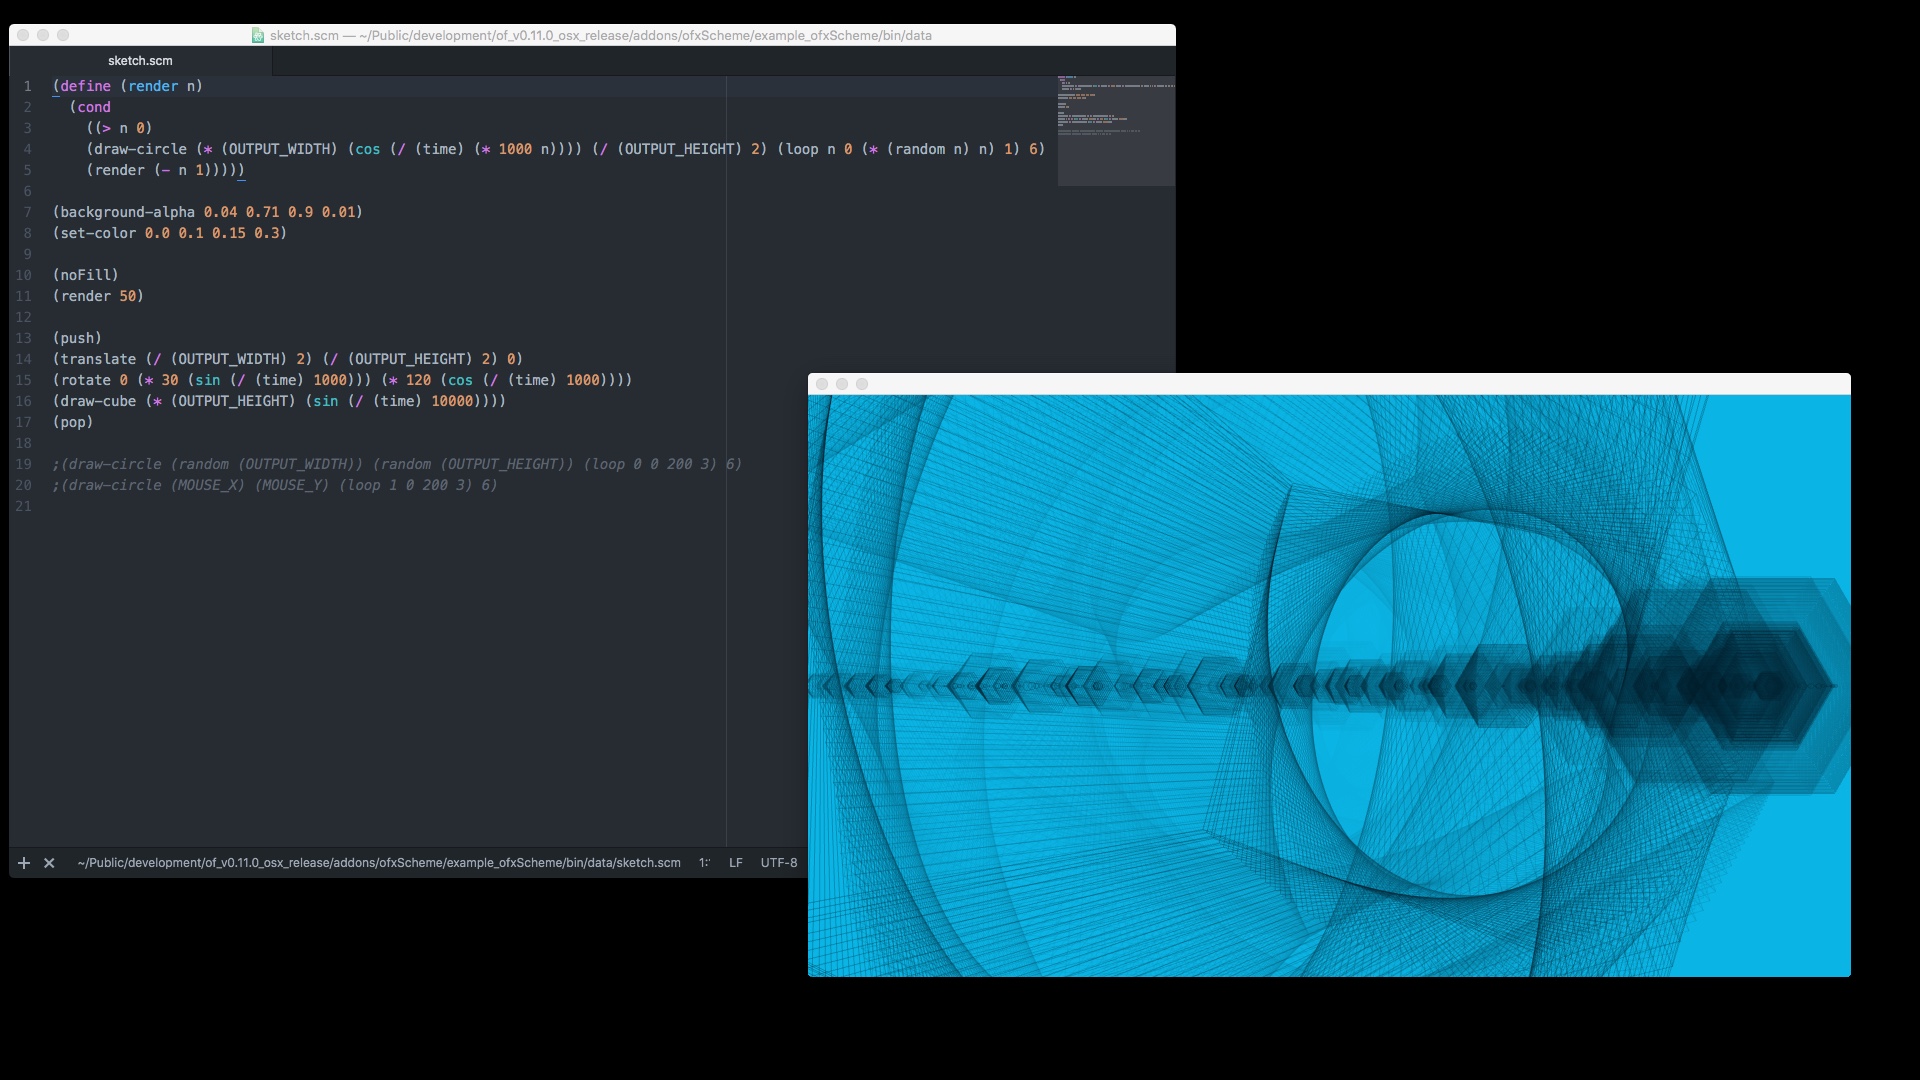 sketch.scm — ~/Public/development/of_v0.11.0_osx_release/addons/ofxScheme/example_ofxScheme/bin/data
sketch.scm
1 (define (render n)
2   (cond
3     ((> n 0)
4     (draw-circle (* (OUTPUT_WIDTH) (cos (/ (time) (* 1000 n)))) (/ (OUTPUT_HEIGHT) 2) (loop n 0 (* (random n) n) 1) 6)
5     (render (- n 1)))))
6
7 (background-alpha 0.04 0.71 0.9 0.01)
8 (set-color 0.0 0.1 0.15 0.3)
9
10 (noFill)
11 (render 50)
12
13 (push)
14 (translate (/ (OUTPUT_WIDTH) 2) (/ (OUTPUT_HEIGHT) 2) 0)
15 (rotate 0 (* 30 (sin (/ (time) 1000))) (* 120 (cos (/ (time) 1000))))
16 (draw-cube (* (OUTPUT_HEIGHT) (sin (/ (time) 10000))))
17 (pop)
18
19 ;(draw-circle (random (OUTPUT_WIDTH)) (random (OUTPUT_HEIGHT)) (loop 0 0 200 3) 6)
20 ;(draw-circle (MOUSE_X) (MOUSE_Y) (loop 1 0 200 3) 6)
21
~/Public/development/of_v0.11.0_osx_release/addons/ofxScheme/example_ofxScheme/bin/data/sketch.scm 1: LF UTF-8